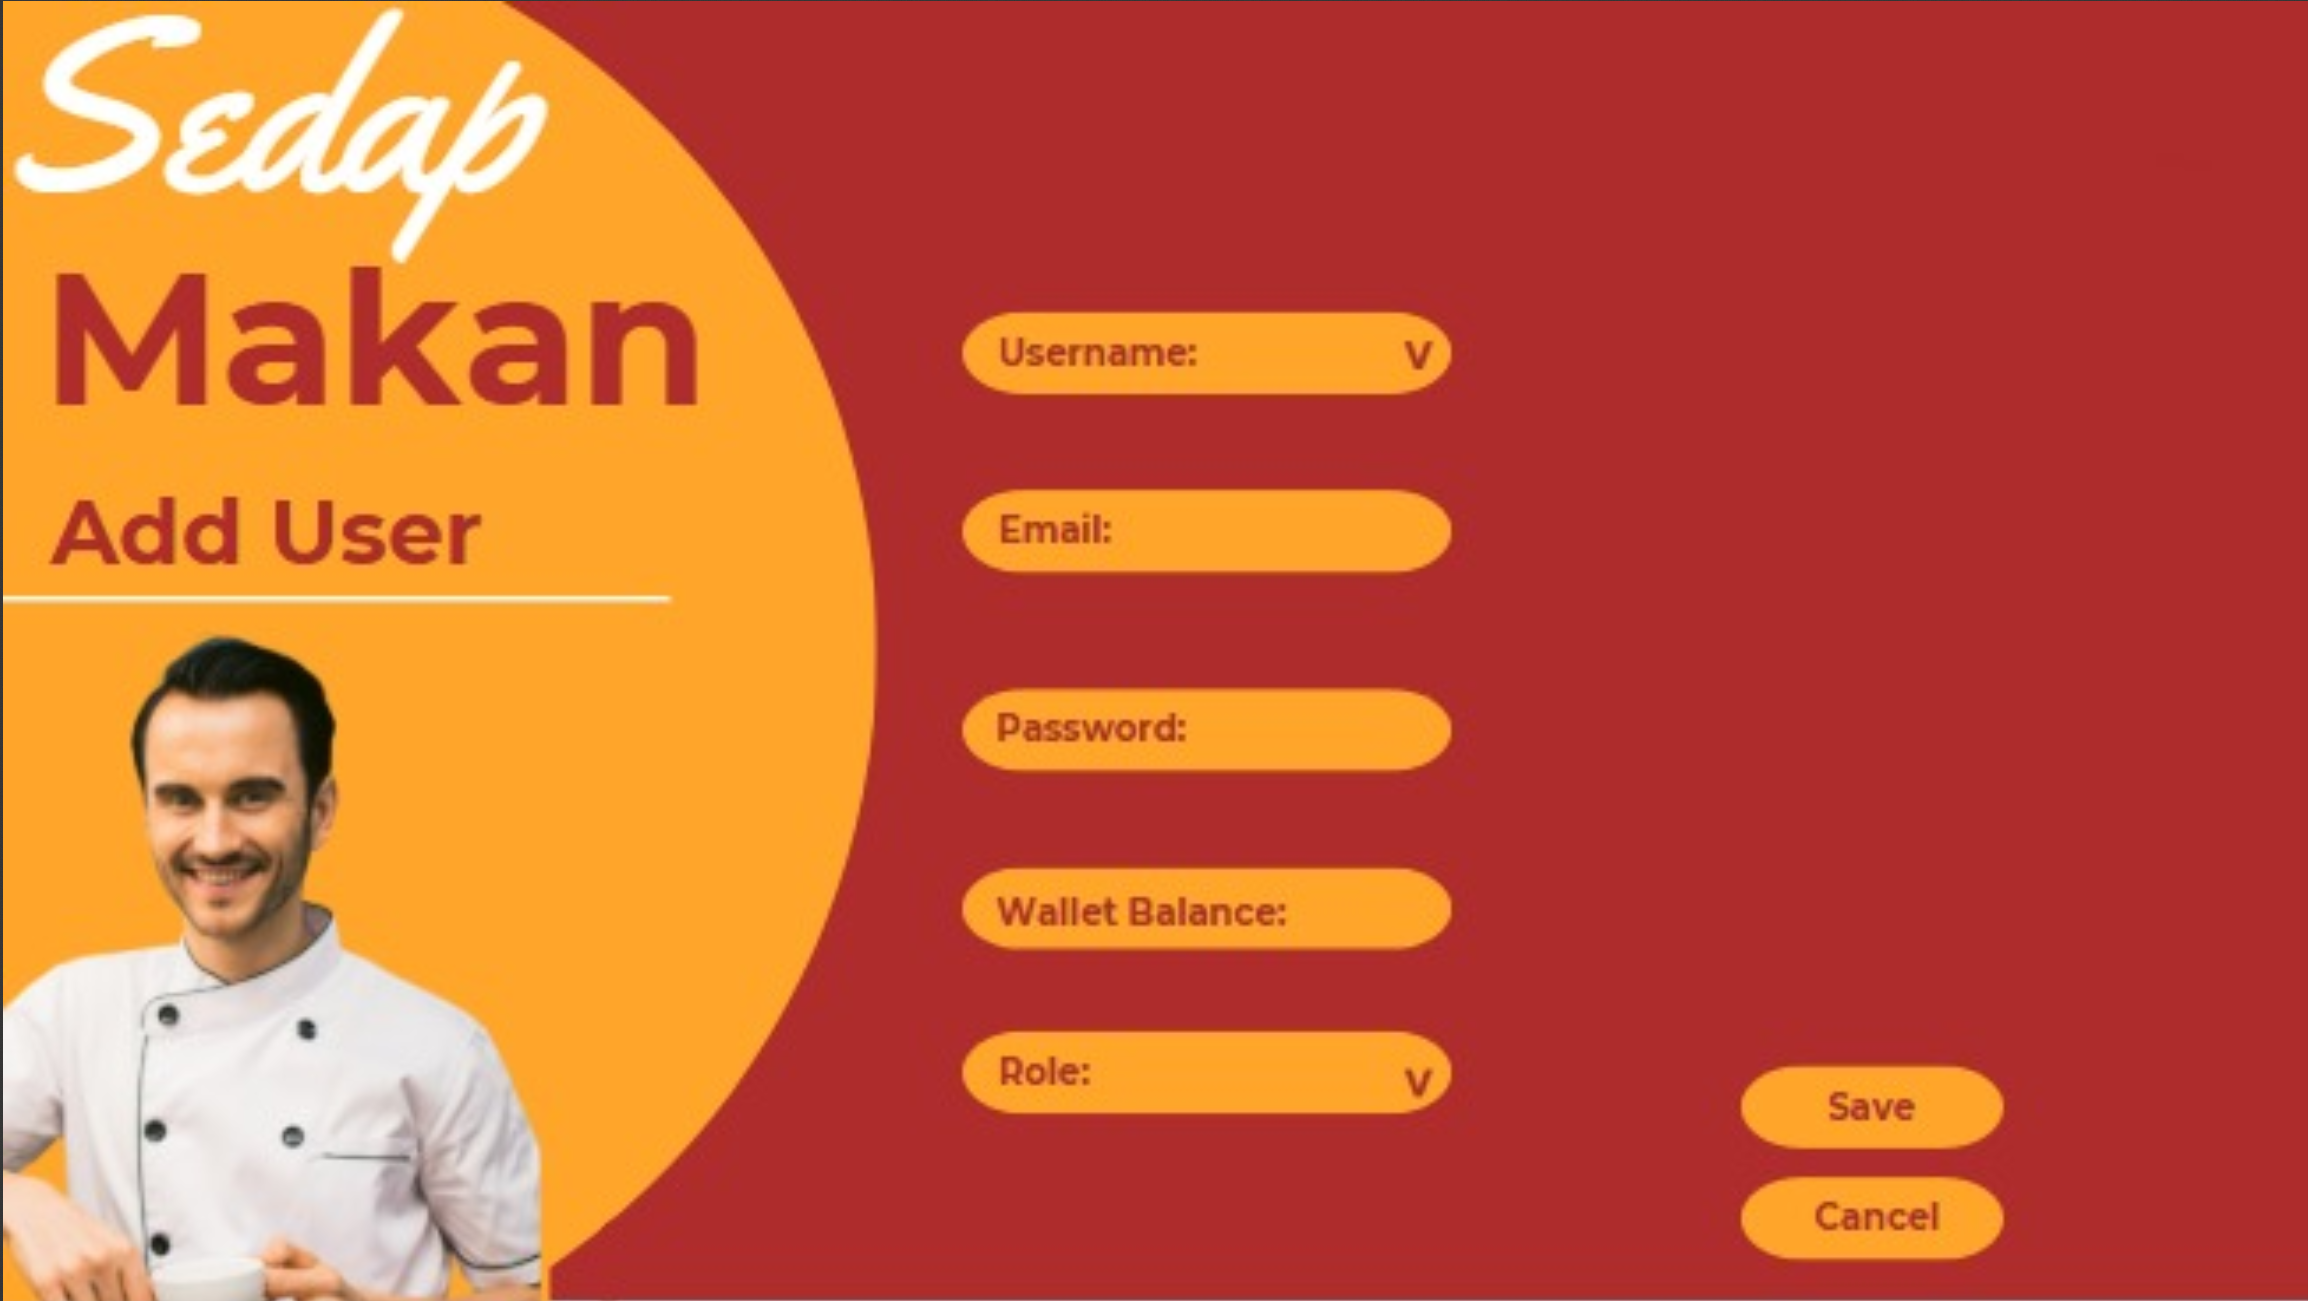 Sedap
Makan
Add User
Username: V
Email:
Password:
Wallet Balance:
Role: V
Save
Cancel